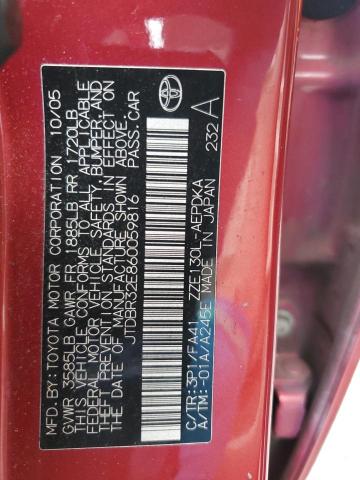 MFD. BY: TOYOTA MOTOR CORPORATION 10/05
GVWR 3585LB GAWR FR 1885LB RR 1720LB
THIS VEHICLE CONFORMS TO ALL APPLICABLE
FEDERAL MOTOR VEHICLE SAFETY, BUMPER, AND
THEFT PREVENTION STANDARDS IN EFFECT ON
THE DATE OF MANUFACTURE SHOWN ABOVE.
JTDBR32E860059816 PASS.CAR
C/TR:3P1/FA41 ZZE130L-AEPDKA
A/TM:-01A/A245E MADE IN JAPAN
232 A